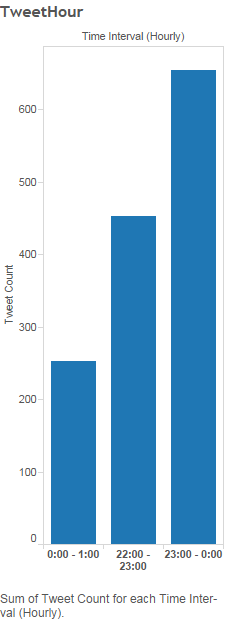 TweetHour
Time Interval (Hourly)
600
500
400
300
200
100
0
Tweet Count
0:00 - 1:00
22:00 -
23:00
23:00 - 0:00
Sum of Tweet Count for each Time Inter-
val (Hourly).